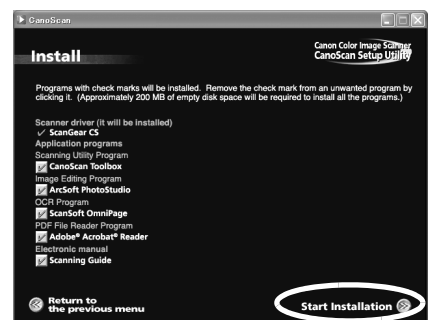 CanoScan
Install
Canon Color Image Scanner
CanoScan Setup Utility
Programs with check marks will be installed. Remove the check mark from an unwanted program by
clicking it. (Approximately 200 MB of empty disk space will be required to install all the programs.)
Scanner driver (it will be installed)
ScanGear CS
Application programs
Scanning Utility Program
CanoScan Toolbox
Image Editing Program
ArcSoft PhotoStudio
OCR Program
ScanSoft OmniPage
PDF File Reader Program
Adobe® Acrobat® Reader
Electronic manual
Scanning Guide
Return to
the previous menu
Start Installation